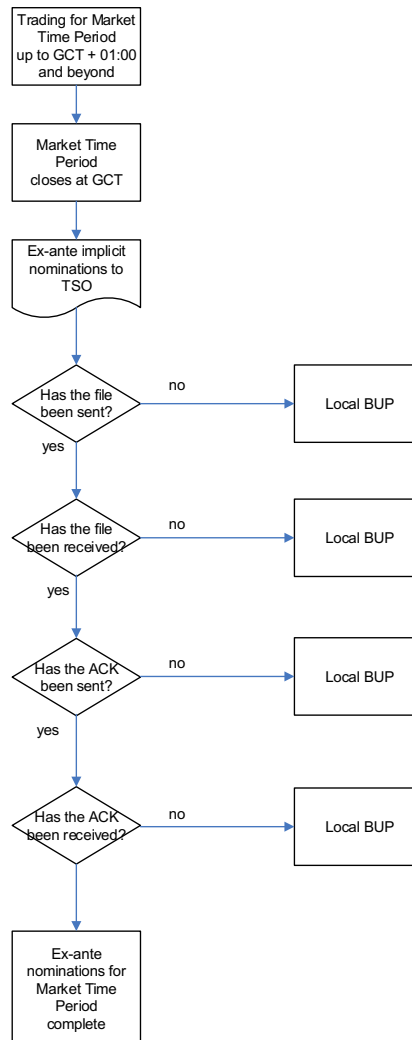 Trading for Market
Time Period
up to GCT + 01:00
and beyond
Market Time
Period
closes at GCT
Ex-ante implicit
nominations to
TSO
Has the file
been sent?
no
Local BUP
yes
Has the file
been received?
no
Local BUP
yes
Has the ACK
been sent?
no
Local BUP
yes
Has the ACK
been received?
no
Local BUP
Ex-ante
nominations for
Market Time
Period
complete